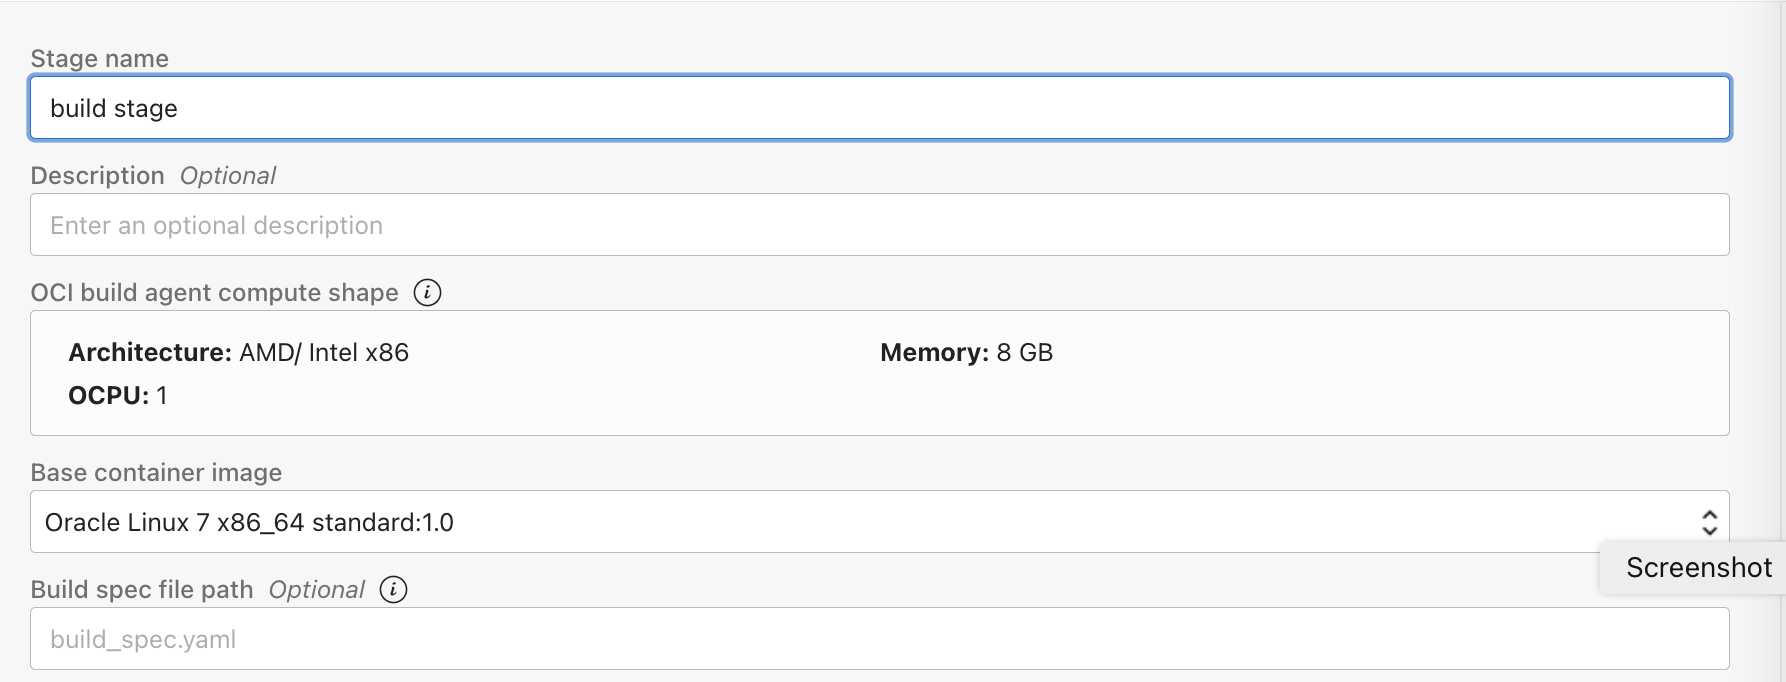 Stage name
build stage
Description Optional
Enter an optional description
OCI build agent compute shape i
Architecture: AMD/ Intel x86
Memory: 8 GB
OCPU: 1
Base container image
Oracle Linux 7 x86_64 standard:1.0
Screenshot
Build spec file path Optional i
build_spec.yaml